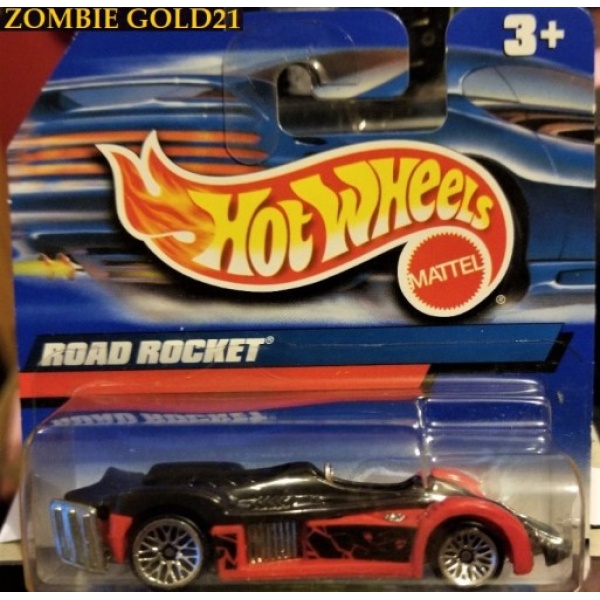 ZOMBIE GOLD21
3+
HOT WHEELS
MATTEL
®
ROAD ROCKET®